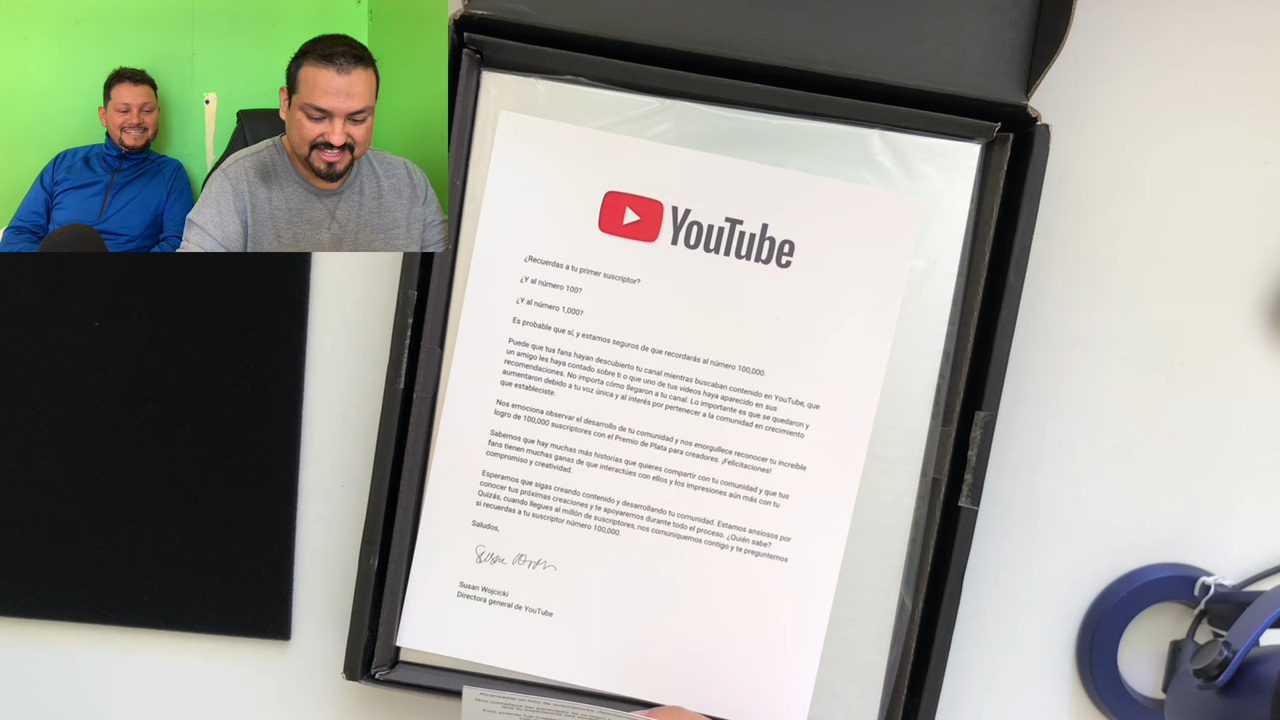 YouTube
¿Recuerdas a tu primer suscriptor?
¿Y al número 100?
¿Y al número 1,000?
Es probable que sí, y estamos seguros de que recordarás al número 100,000.
Puede que tus fans hayan descubierto tu canal mientras buscaban contenido en YouTube, que
un amigo les haya contado sobre ti o que uno de tus videos haya aparecido en sus
recomendaciones. No importa cómo llegaron a tu canal. Lo importante es que se quedaron y
aumentaron debido a tu voz única y al interés por pertenecer a la comunidad en crecimiento
que estableciste.
Nos emociona observar el desarrollo de tu comunidad y nos enorgullece reconocer tu increíble
logro de 100,000 suscriptores con el Premio de Plata para creadores. ¡Felicitaciones!
Sabemos que hay muchas más historias que quieres compartir con tu comunidad y que tus
fans tienen muchas ganas de que interactúes con ellos y los impresiones aún más con tu
compromiso y creatividad.
Esperamos que sigas creando contenido y desarrollando tu comunidad. Estamos ansiosos por
conocer tus próximas creaciones y te apoyaremos durante todo el proceso. ¿Quién sabe?
Quizás, cuando llegues al millón de suscriptores, nos comuniquemos contigo y te preguntemos
si recuerdas a tu suscriptor número 100,000.
Saludos,
Susan Wojcicki
Directora general de YouTube